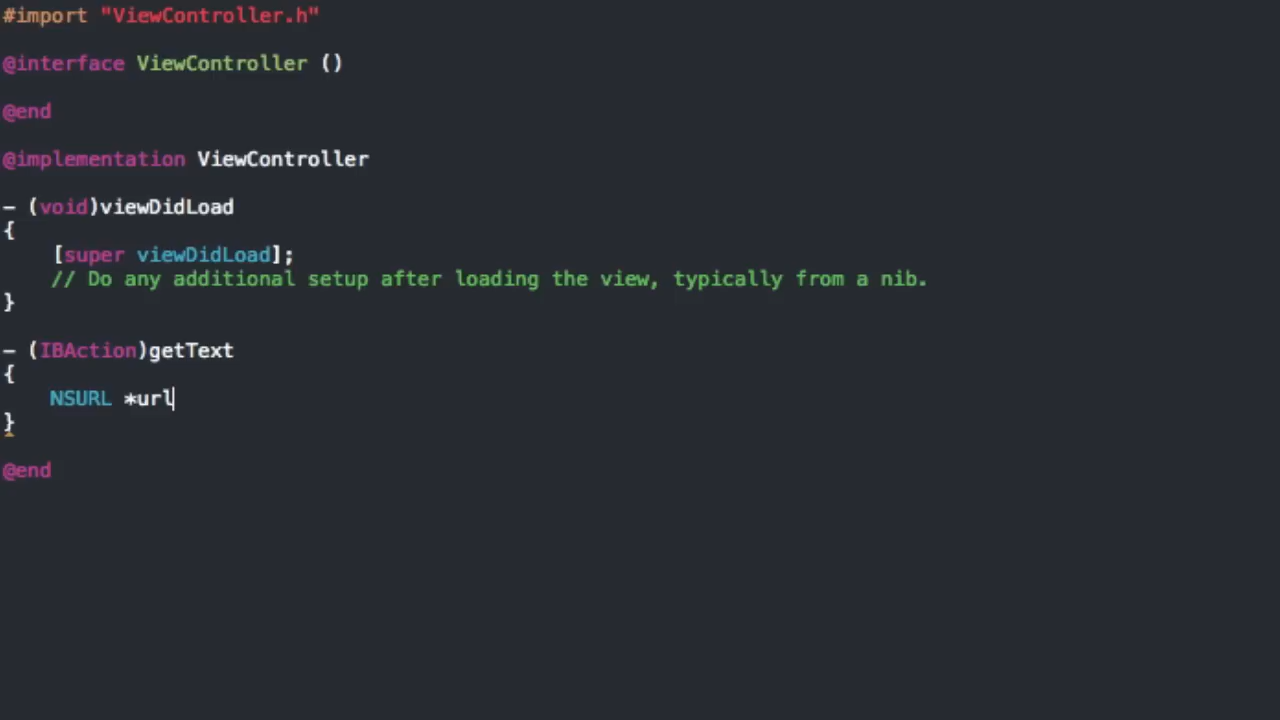 #import "ViewController.h"
@interface ViewController ()
@end
@implementation ViewController
- (void)viewDidLoad
{
    [super viewDidLoad];
    // Do any additional setup after loading the view, typically from a nib.
}
- (IBAction)getText
{
    NSURL *url
}
@end